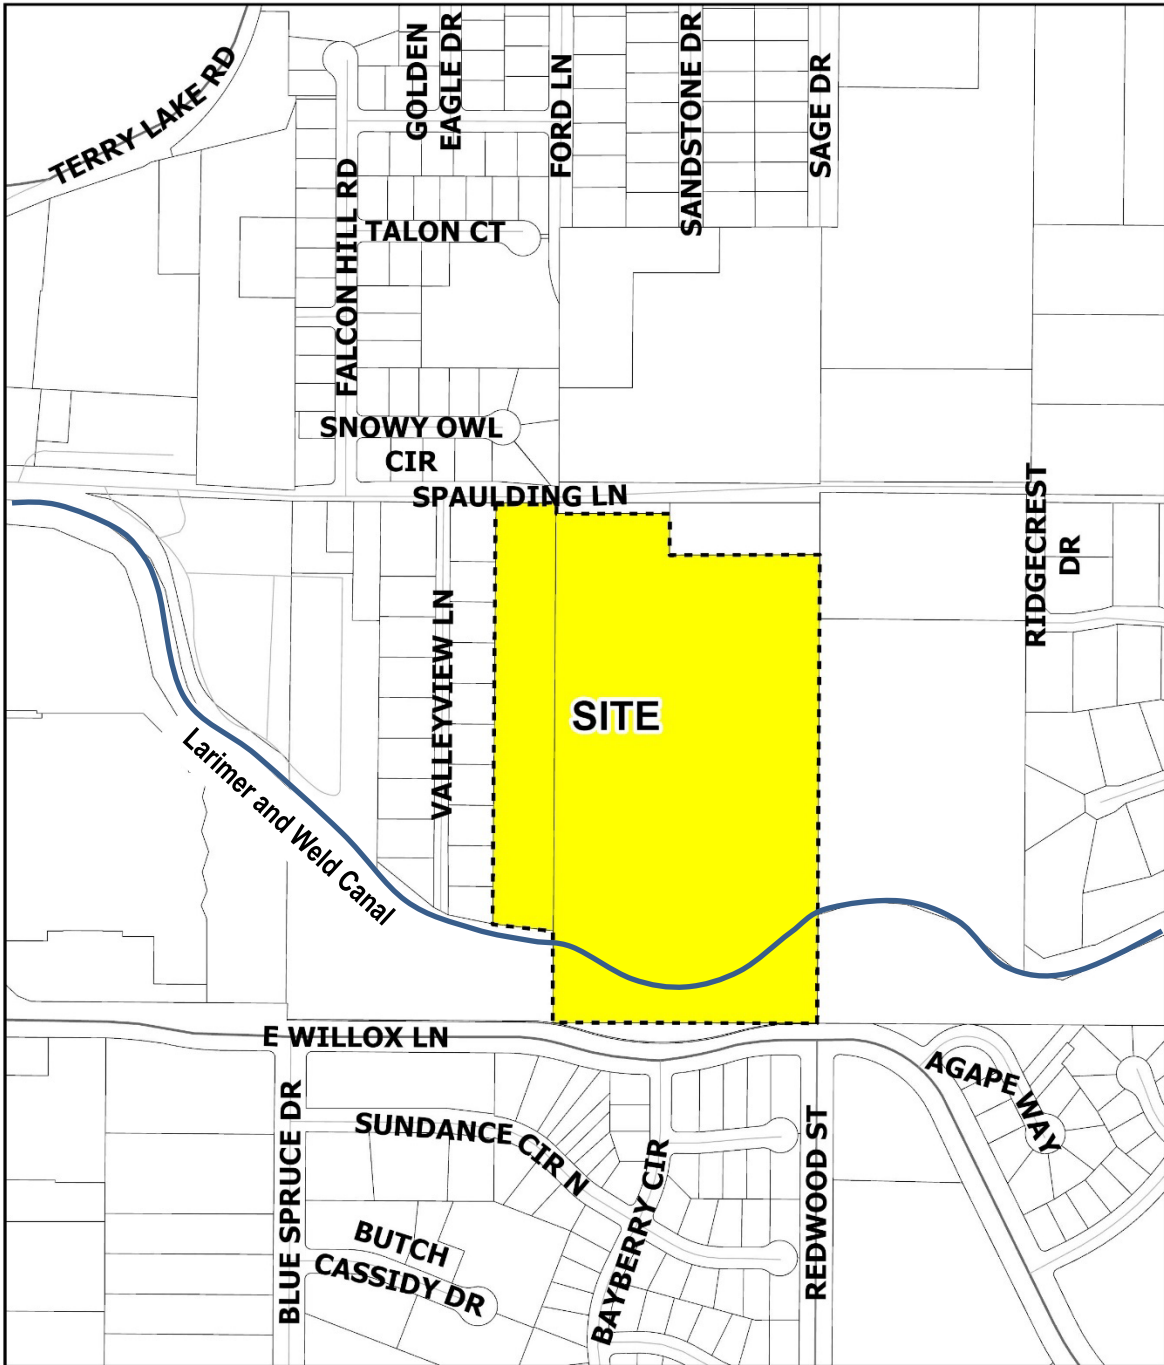 TERRY LAKE RD
GOLDEN
EAGLE DR
FORD LN
SANDSTONE DR
SAGE DR
FALCON HILL RD
TALON CT
SNOWY OWL
CIR
SPAULDING LN
RIDGECREST
DR
VALLEYVIEW LN
SITE
Larimer and Weld Canal
E WILLOX LN
AGAPE WAY
BLUE SPRUCE DR
SUNDANCE CIR N
BAYBERRY CIR
REDWOOD ST
BUTCH
CASSIDY DR